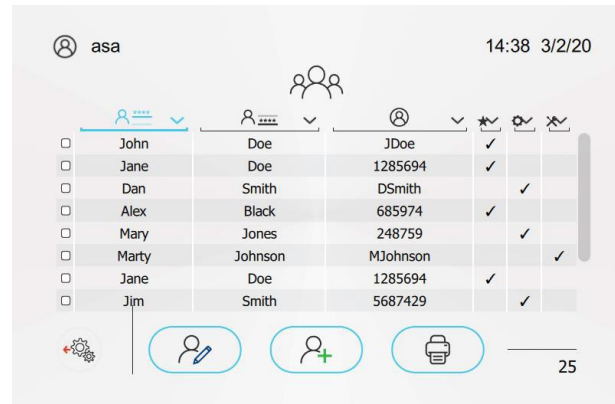 asa 14:38 3/2/20
John Doe JDoe ✓
Jane Doe 1285694 ✓
Dan Smith DSmith ✓
Alex Black 685974 ✓
Mary Jones 248759 ✓
Marty Johnson MJohnson ✓
Jane Doe 1285694 ✓
Jim Smith 5687429 ✓
25